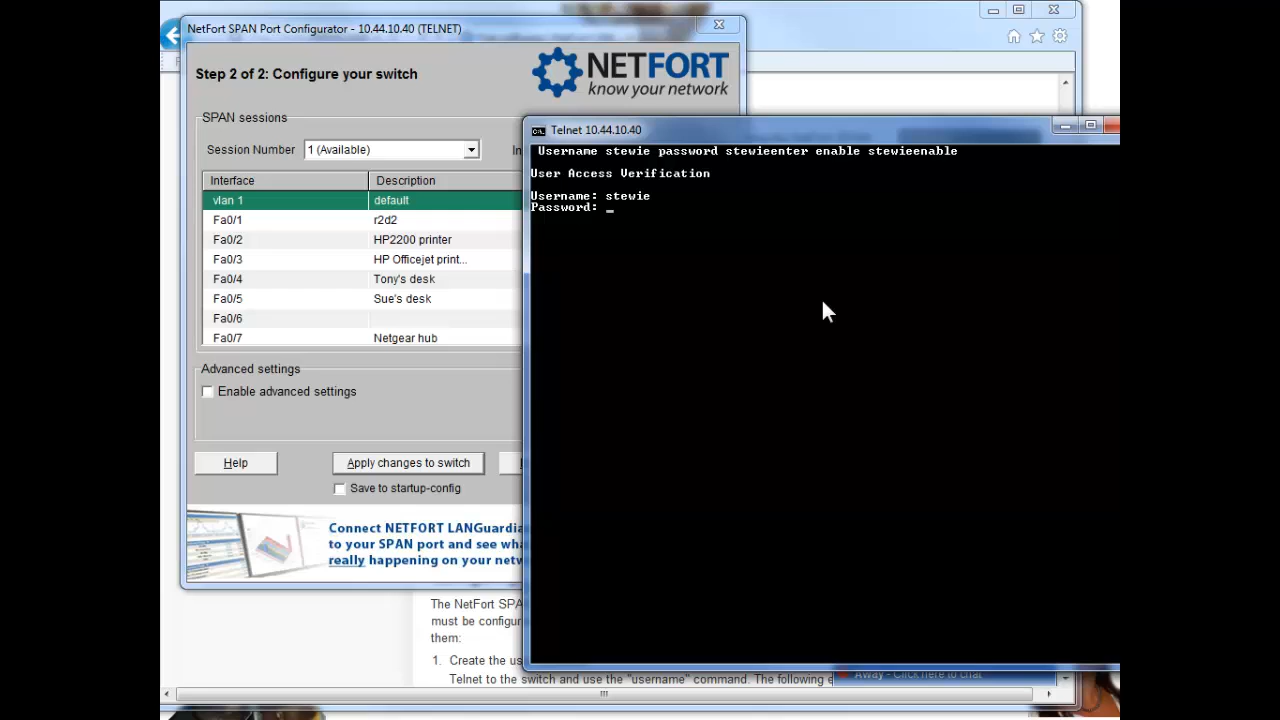 NetFort SPAN Port Configurator - 10.44.10.40 (TELNET)
Step 2 of 2: Configure your switch
NETFORT
know your network
SPAN sessions
Session Number 1 (Available)
Interface Description
vlan 1 default
Fa0/1 r2d2
Fa0/2 HP2200 printer
Fa0/3 HP Officejet print...
Fa0/4 Tony's desk
Fa0/5 Sue's desk
Fa0/6
Fa0/7 Netgear hub
Advanced settings
Enable advanced settings
Help
Apply changes to switch
Save to startup-config
Connect NETFORT LANGuardia
to your SPAN port and see wha
really happening on your netw
Telnet 10.44.10.40
Username stewie password stewieenter enable stewieenable
User Access Verification
Username: stewie
Password: _
The NetFort SPA
must be configu
them:
1. Create the us
Telnet to the switch and use the "username" command. The following e
Away - Click here to chat